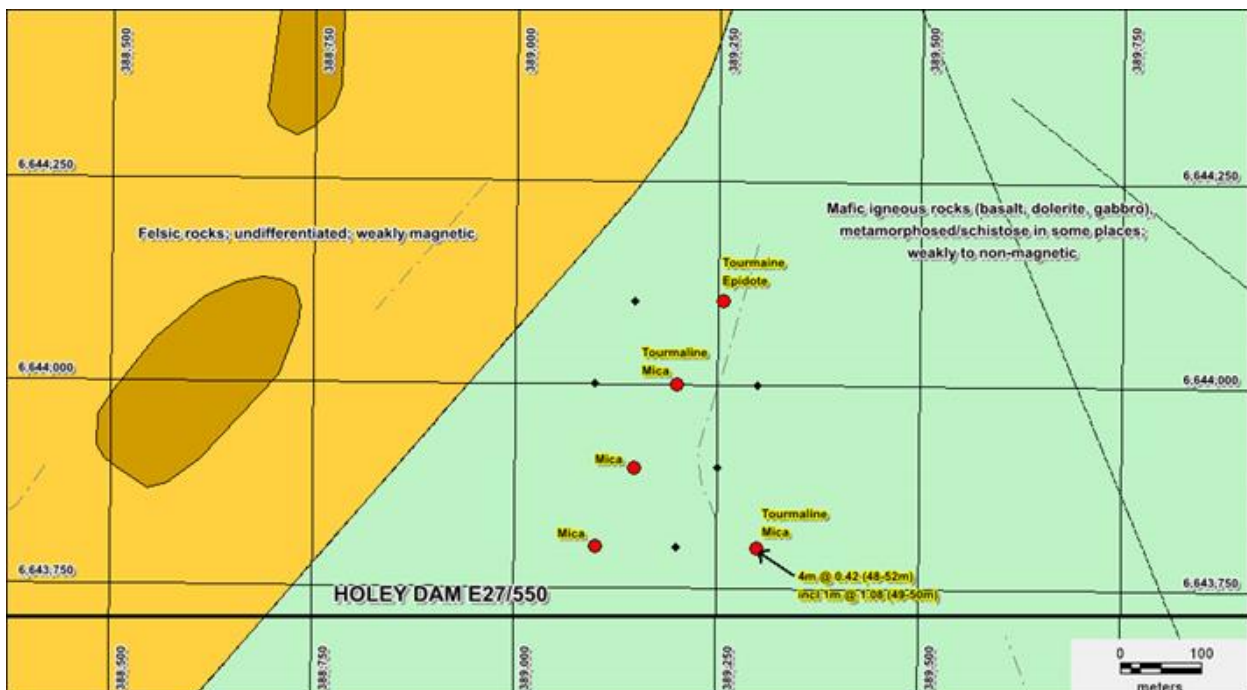 388,500
388,750
389,000
389,250
389,500
389,750
6,644,250
6,644,250
Felsic rocks; undifferentiated; weakly magnetic
Mafic igneous rocks (basalt, dolerite, gabbro),
metamorphosed/schistose in some places;
weakly to non-magnetic
Tourmaine
Epidote
Tourmaline
Mica
6,644,000
6,644,000
Mica
Mica
Tourmaline
Mica
4m @ 0.42 (48-52m)
incl 1m @ 1.08 (49-50m)
6,643,750
6,643,750
HOLEY DAM E27/550
388,500
388,750
389,000
389,250
389,500
389,750
0 100
meters